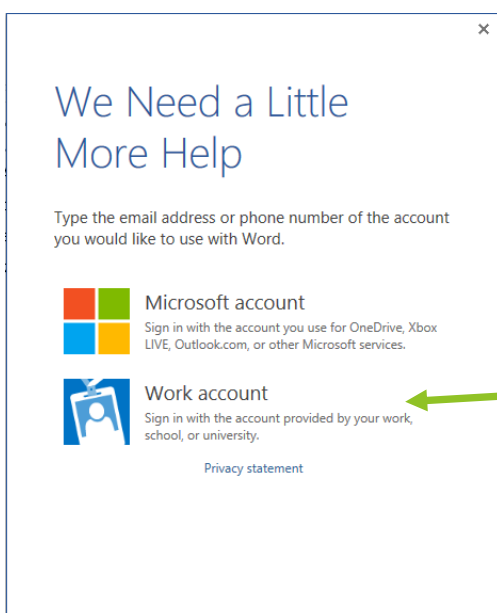 We Need a Little
More Help
Type the email address or phone number of the account
you would like to use with Word.
Microsoft account
Sign in with the account you use for OneDrive, Xbox
LIVE, Outlook.com, or other Microsoft services.
Work account
Sign in with the account provided by your work,
school, or university.
Privacy statement